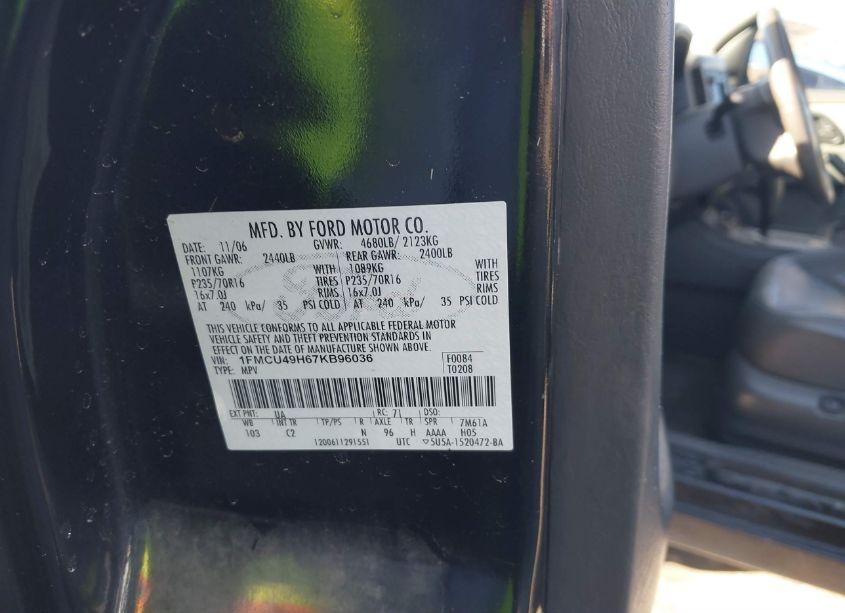 MFD. BY FORD MOTOR CO.
DATE: 11/06 GVWR: 4680LB/ 2123KG
FRONT GAWR: 2440LB REAR GAWR: 2400LB
1107KG WITH 1089KG WITH
P235/70R16 TIRES P235/70R16 TIRES
16x7.0J RIMS 16x7.0J RIMS
AT 240 kPa/ 35 PSI COLD AT 240 kPa/ 35 PSI COLD
THIS VEHICLE CONFORMS TO ALL APPLICABLE FEDERAL MOTOR
VEHICLE SAFETY AND THEFT PREVENTION STANDARDS IN
EFFECT ON THE DATE OF MANUFACTURE SHOWN ABOVE.
VIN: 1FMCU49H67KB96036 F0084
TYPE: MPV T0208
EXT PNT: UA RC: 71 DSO:
WB INT TR TP/PS R AXLE TR SPR 7M61A
103 C2 N 96 H AAAA H05
1200611291551 UTC 5U5A-1520472-BA